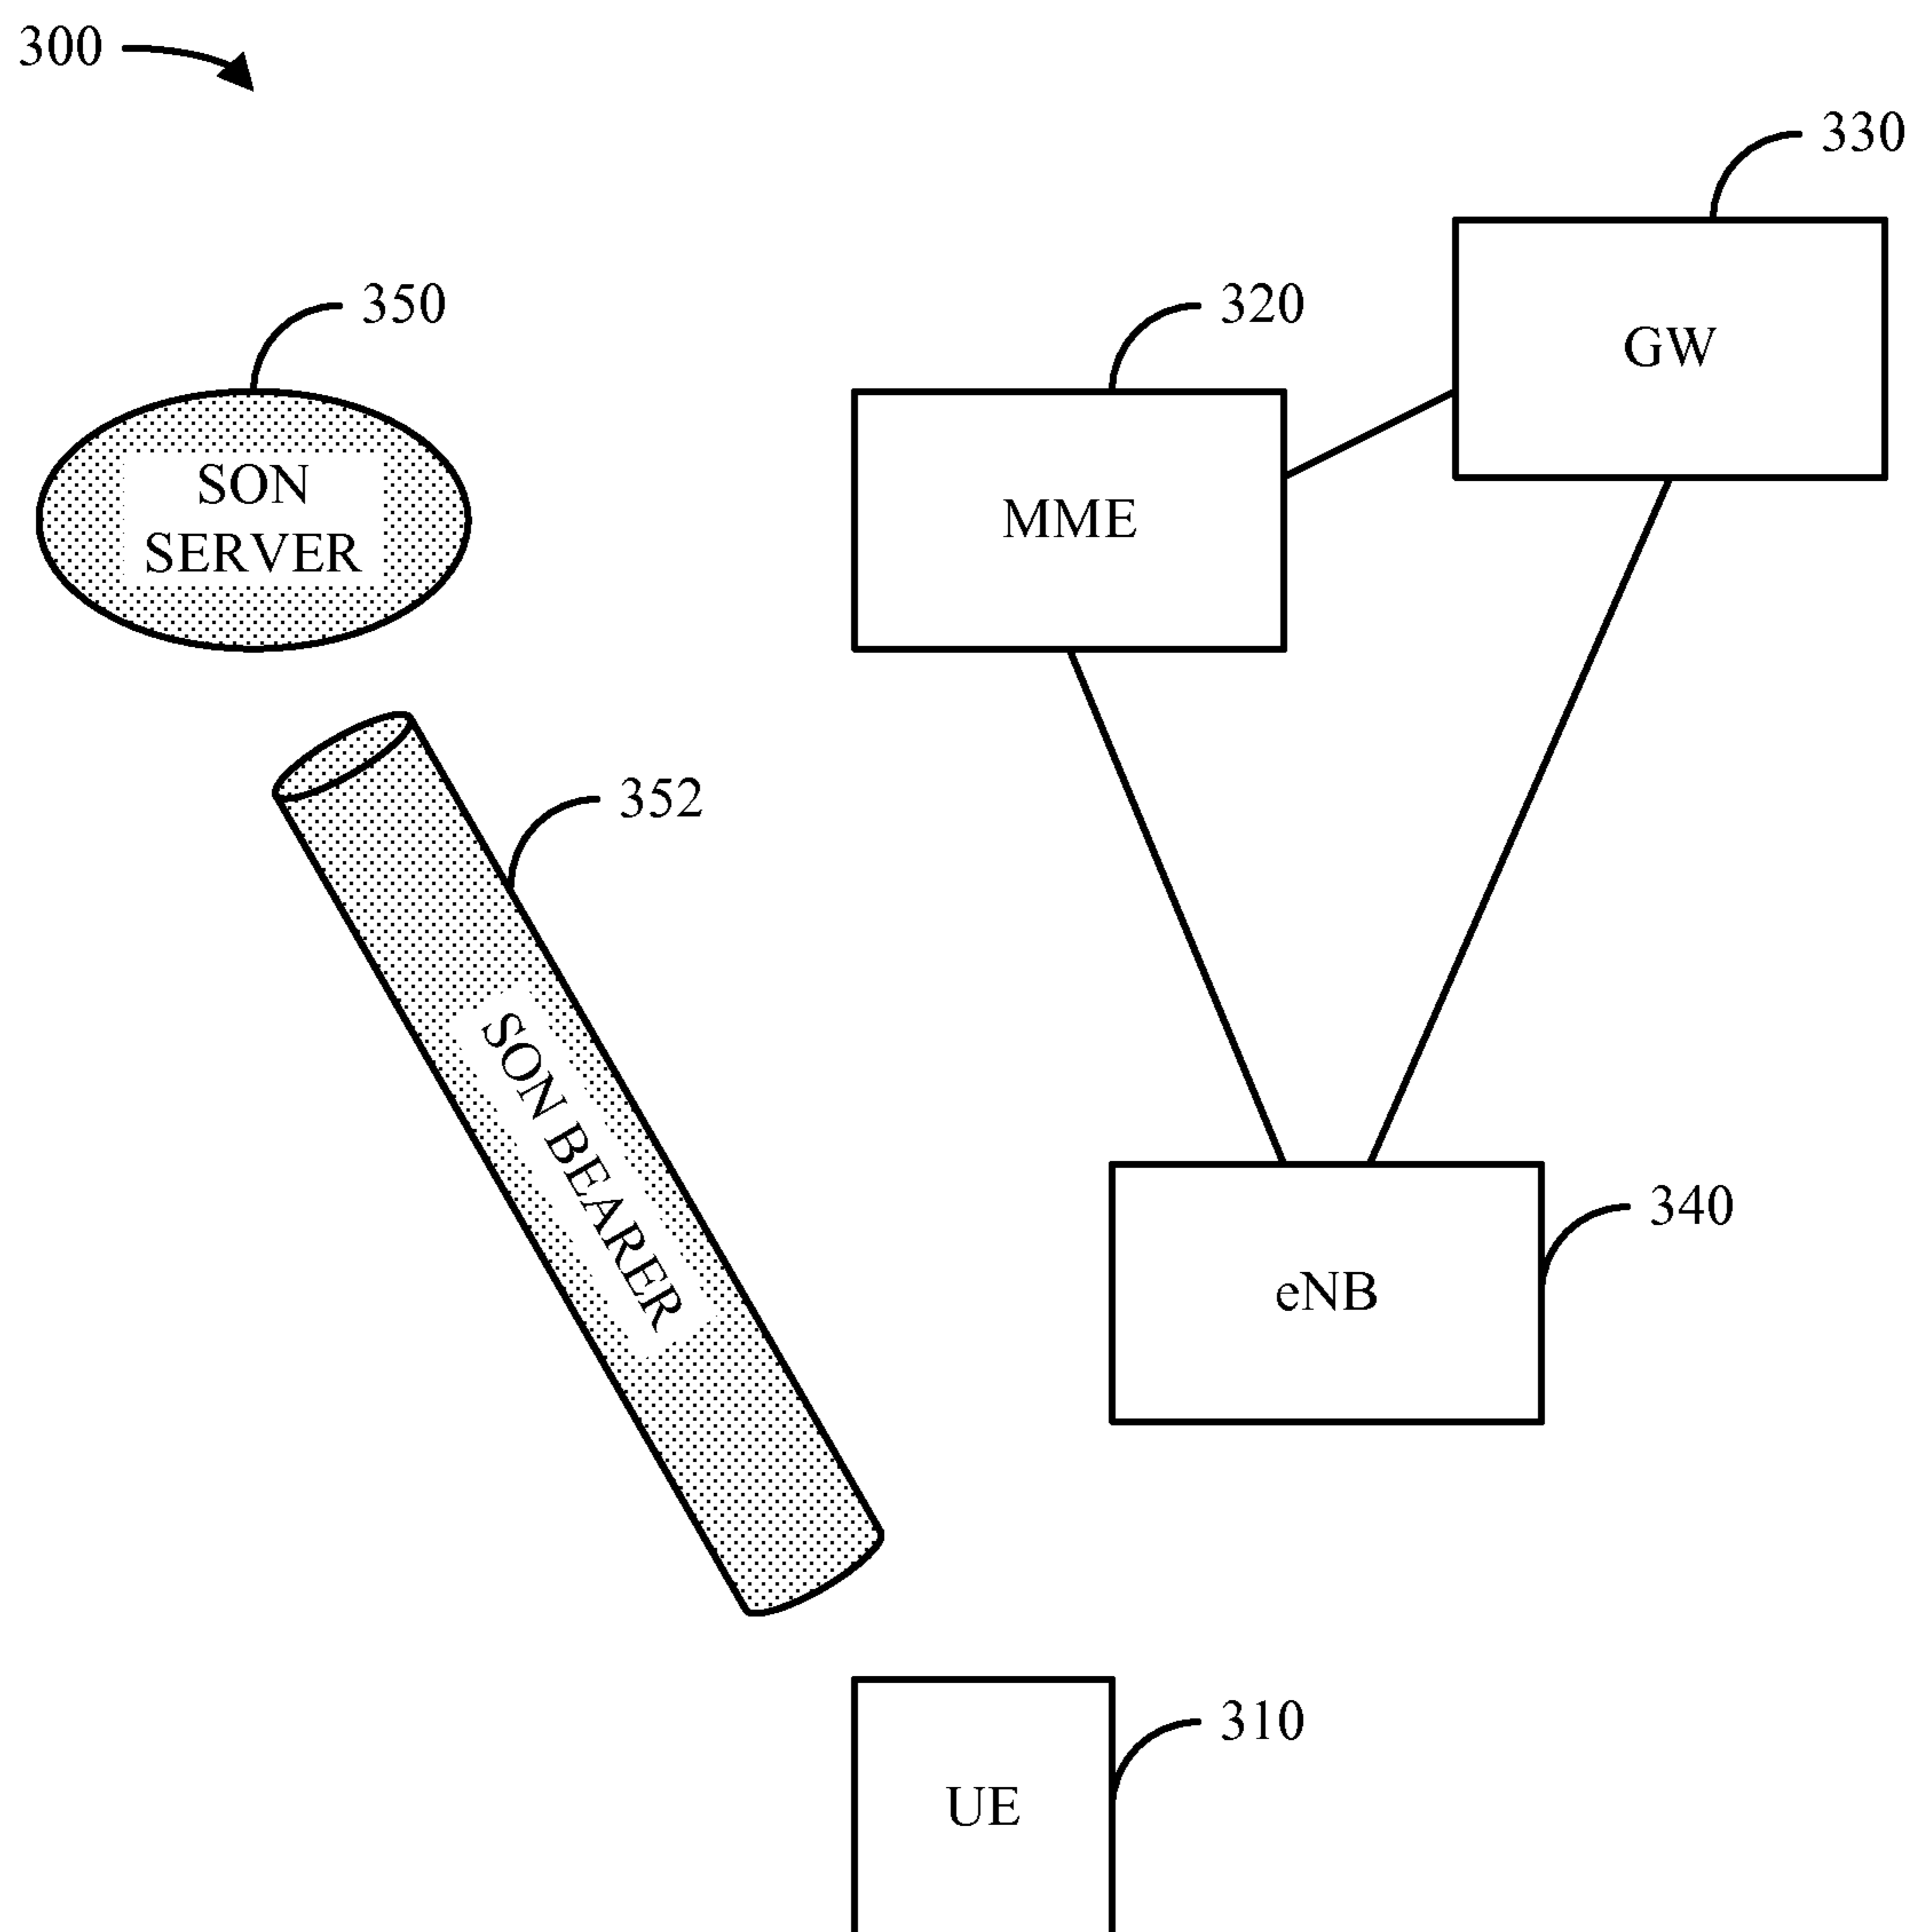 300
330
350
320
GW
SON
SERVER
MME
352
SON BEARER
340
eNB
310
UE